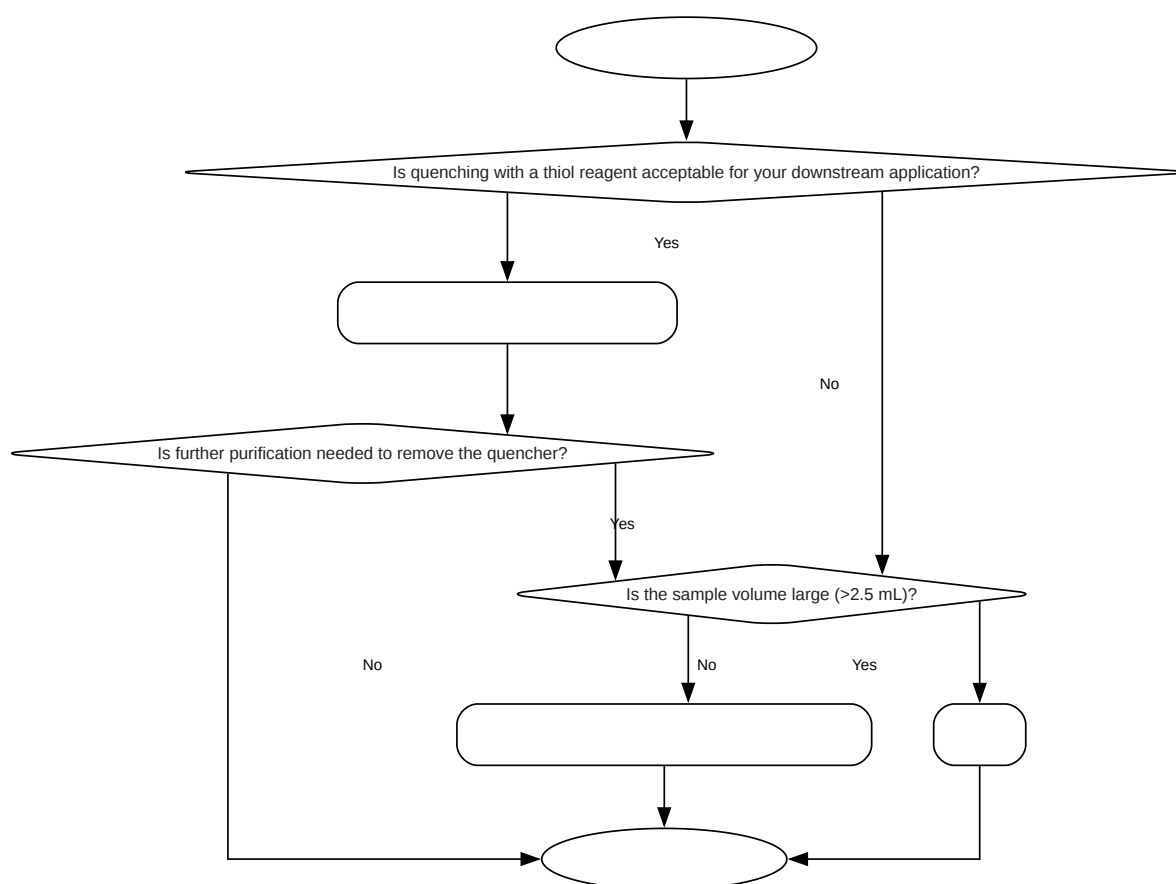 Is quenching with a thiol reagent acceptable for your downstream application?
Yes
No
Is further purification needed to remove the quencher?
Yes
Is the sample volume large (>2.5 mL)?
No
No
Yes